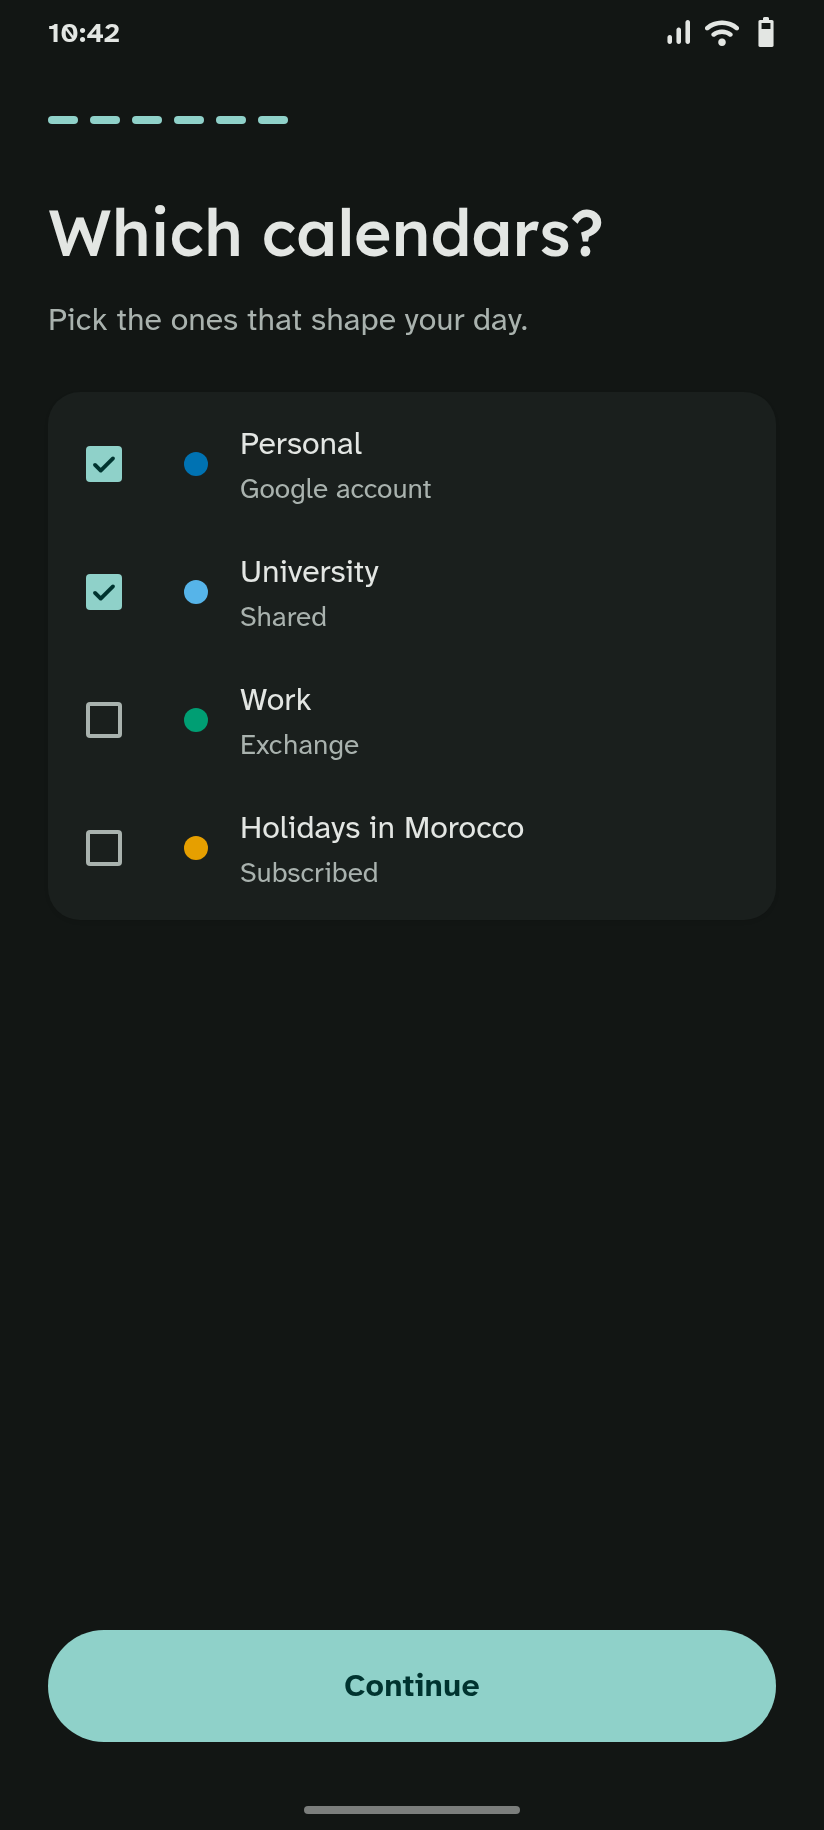 10:42
Which calendars?
Pick the ones that shape your day.
Personal
Google account
University
Shared
Work
Exchange
Holidays in Morocco
Subscribed
Continue